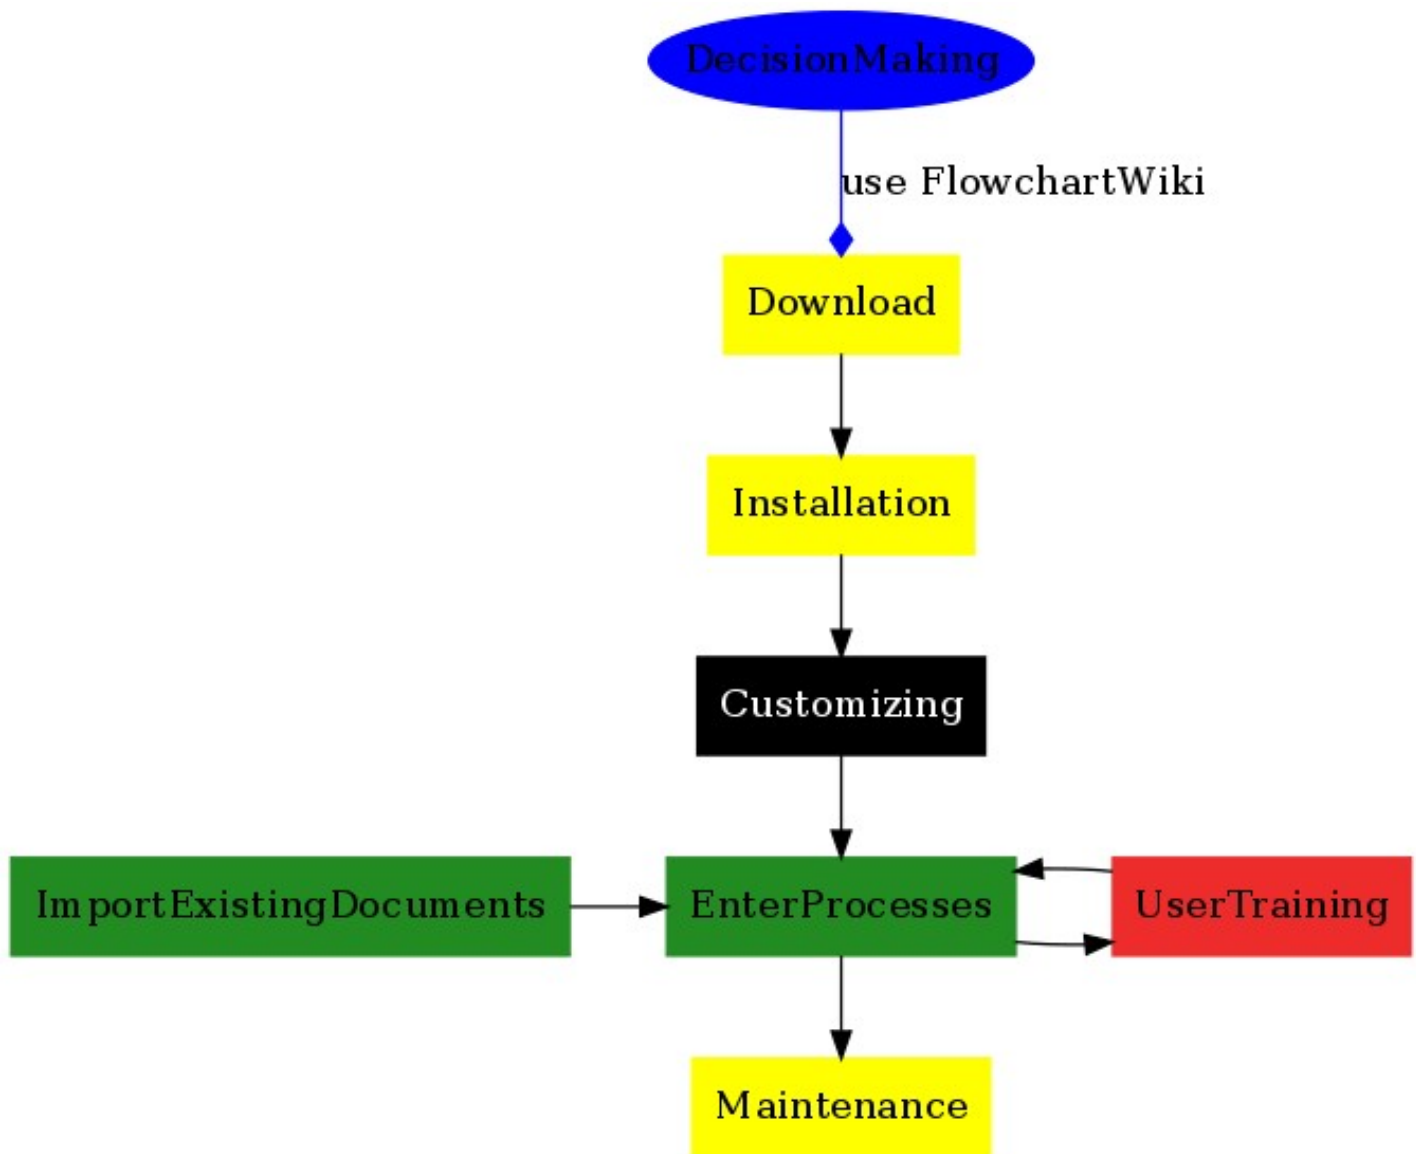 DecisionMaking
use FlowchartWiki
Download
Installation
Customizing
ImportExistingDocuments
EnterProcesses
UserTraining
Maintenance